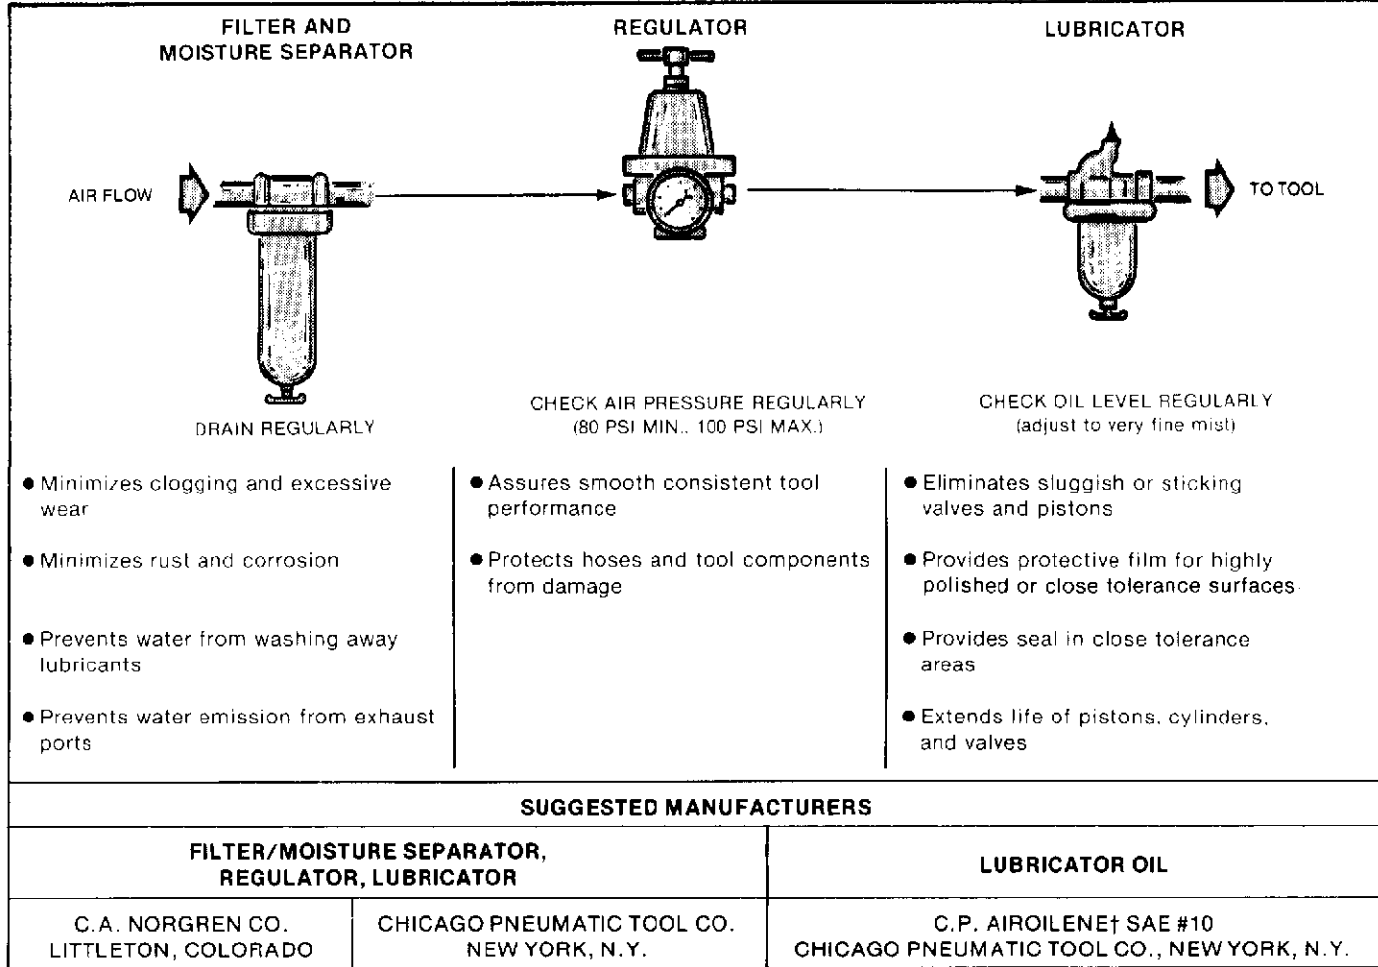 FILTER AND
MOISTURE SEPARATOR
REGULATOR
LUBRICATOR
AIR FLOW
TO TOOL
DRAIN REGULARLY
CHECK AIR PRESSURE REGULARLY
(80 PSI MIN., 100 PSI MAX.)
CHECK OIL LEVEL REGULARLY
(adjust to very fine mist)
● Minimizes clogging and excessive
wear
● Minimizes rust and corrosion
● Prevents water from washing away
lubricants
● Prevents water emission from exhaust
ports
● Assures smooth consistent tool
performance
● Protects hoses and tool components
from damage
● Eliminates sluggish or sticking
valves and pistons
● Provides protective film for highly
polished or close tolerance surfaces
● Provides seal in close tolerance
areas
● Extends life of pistons, cylinders,
and valves
SUGGESTED MANUFACTURERS
FILTER/MOISTURE SEPARATOR,
REGULATOR, LUBRICATOR
LUBRICATOR OIL
C.A. NORGREN CO.
LITTLETON, COLORADO
CHICAGO PNEUMATIC TOOL CO.
NEW YORK, N.Y.
C.P. AIROILENE† SAE #10
CHICAGO PNEUMATIC TOOL CO., NEW YORK, N.Y.